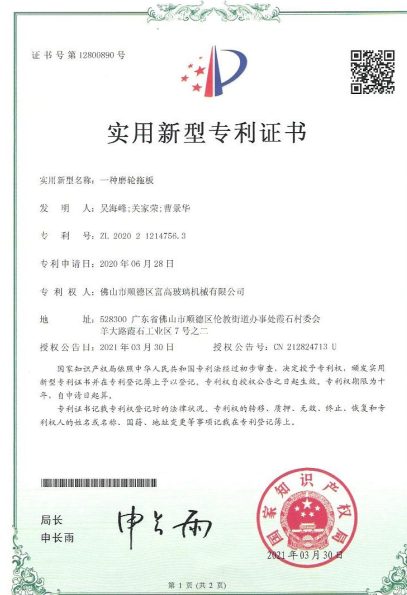 证书号第12800890号
实用新型专利证书
实用新型名称：一种磨轮拖板
发 明 人：吴海峰;关家荣;曹景华
专 利 号：ZL 2020 2 1214756.3
专利申请日：2020年06月28日
专 利 权 人：佛山市顺德区富高玻璃机械有限公司
地 址：528300 广东省佛山市顺德区伦教街道办事处霞石村委会
羊大路霞石工业区7号之二
授权公告日：2021年03月30日 授权公告号：CN 212824713 U
国家知识产权局依照中华人民共和国专利法经过初步审查，决定授予专利权，颁发实用
新型专利证书并在专利登记簿上予以登记。专利权自授权公告之日起生效。专利权期限为十
年，自申请日起算。
专利证书记载专利权登记时的法律状况。专利权的转移、质押、无效、终止、恢复和专利
权人的姓名或名称、国籍、地址变更等事项记载在专利登记簿上。
局长
申长雨
申长雨
国家知识产权局
2021年03月30日
第 1 页 (共 2 页)